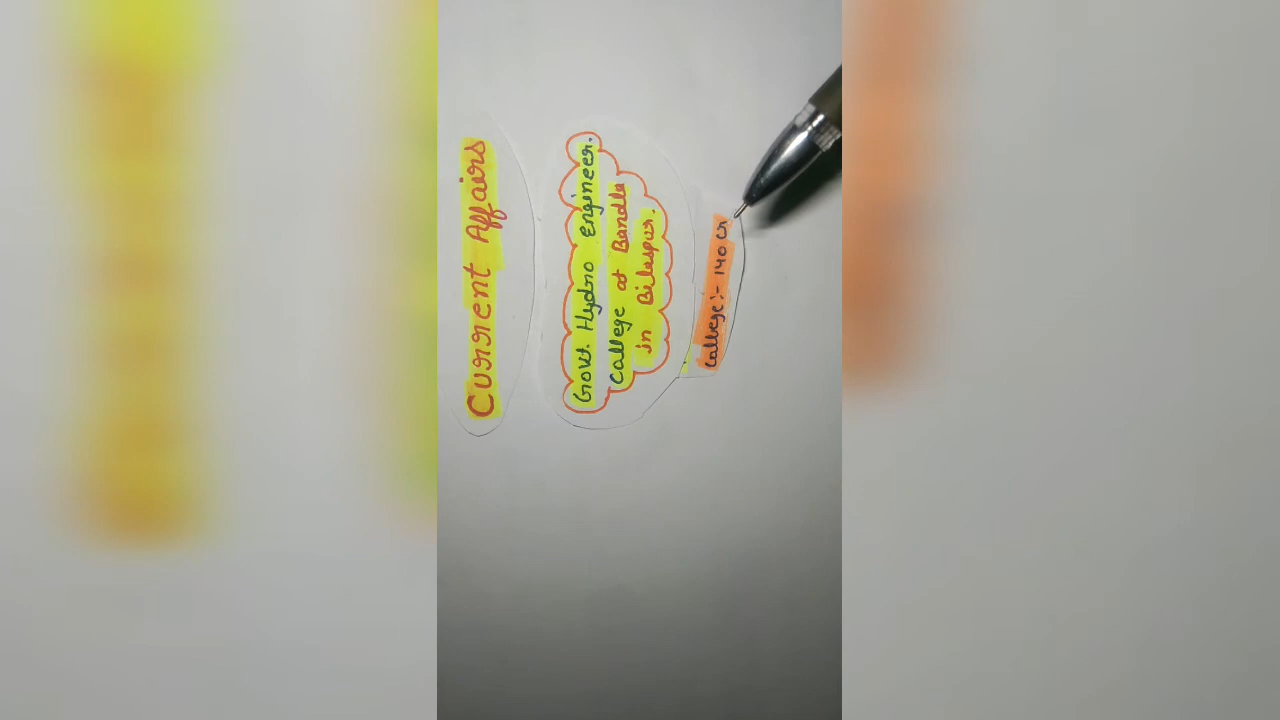 Current Affairs
Govt. Hydro Engineer.
College at Bandla
in Bilaspur.
College:- 140 Cr